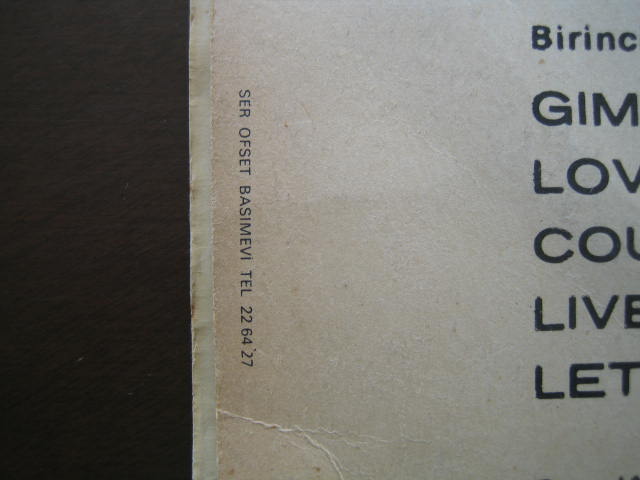 SER OFSET BASIMEVİ TEL 22 64 27
Birinc
GIM
LOV
COU
LIVE
LET